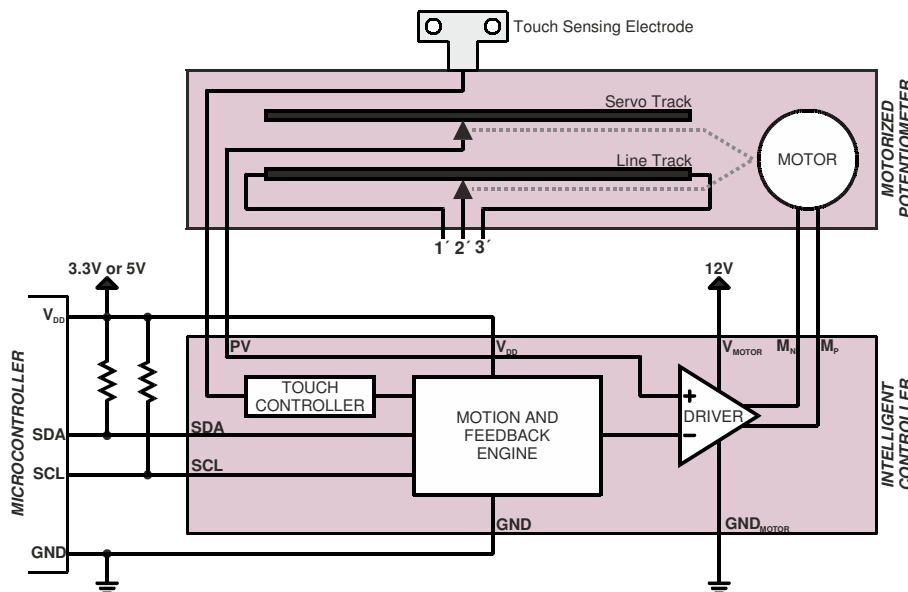 Touch Sensing Electrode
Servo Track
Line Track
MOTOR
MOTORIZED
POTENTIOMETER
1´ 2´ 3´
3.3V or 5V
12V
VDD
PV
VDD
VMOTOR
MN
MP
TOUCH
CONTROLLER
MOTION AND
FEEDBACK
ENGINE
+
DRIVER
−
SDA
SDA
SCL
SCL
GND
GND
GNDMOTOR
MICROCONTROLLER
INTELLIGENT
CONTROLLER